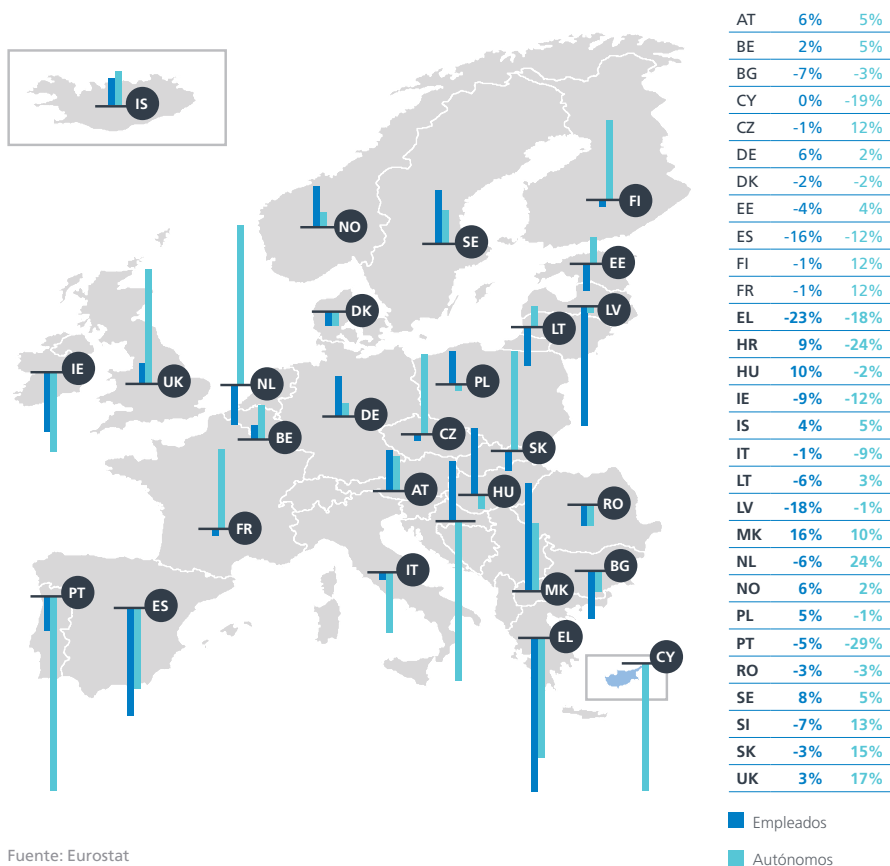 IS
FI
NO
SE
EE
DK
LV
LT
IE
UK
NL
PL
DE
BE
CZ
SK
AT
HU
RO
FR
IT
BG
MK
PT
ES
EL
CY
AT 6% 5%
BE 2% 5%
BG -7% -3%
CY 0% -19%
CZ -1% 12%
DE 6% 2%
DK -2% -2%
EE -4% 4%
ES -16% -12%
FI -1% 12%
FR -1% 12%
EL -23% -18%
HR 9% -24%
HU 10% -2%
IE -9% -12%
IS 4% 5%
IT -1% -9%
LT -6% 3%
LV -18% -1%
MK 16% 10%
NL -6% 24%
NO 6% 2%
PL 5% -1%
PT -5% -29%
RO -3% -3%
SE 8% 5%
SI -7% 13%
SK -3% 15%
UK 3% 17%
Empleados
Autónomos
Fuente: Eurostat